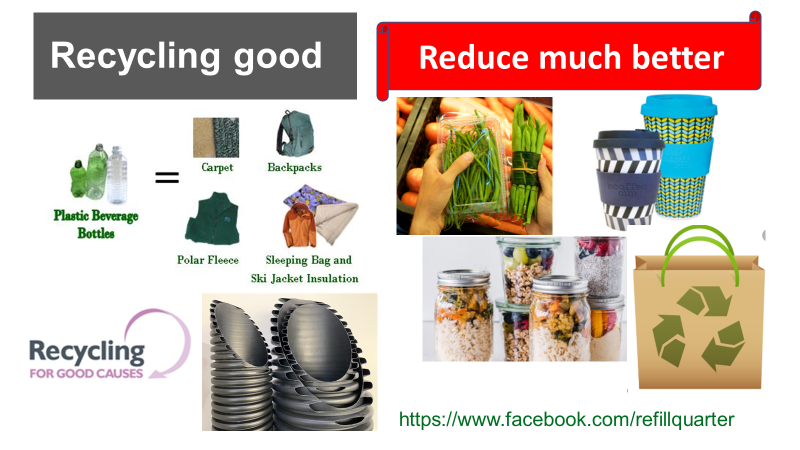 Recycling good
Reduce much better
Carpet
Backpacks
=
Plastic Beverage
Bottles
Polar Fleece
Sleeping Bag and
Ski Jacket Insulation
Recycling
FOR GOOD CAUSES
https://www.facebook.com/refillquarter